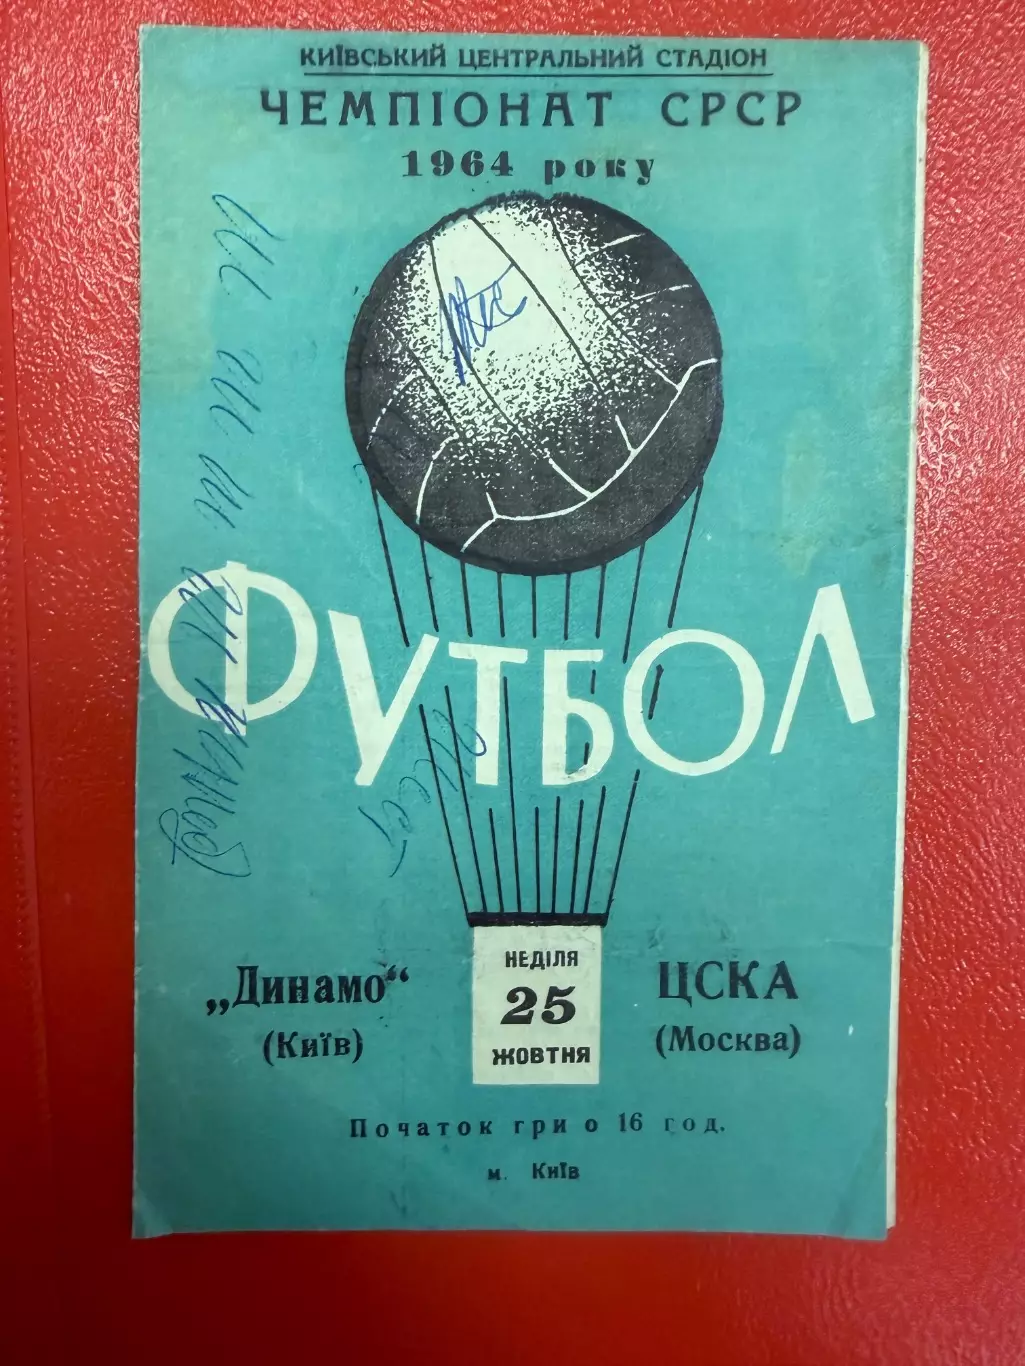 КИЇВСЬКИЙ ЦЕНТРАЛЬНИЙ СТАДІОН
ЧЕМПІОНАТ СРСР
1964 року
ФУТБОЛ
„Динамо“
(Київ)
НЕДІЛЯ
25
ЖОВТНЯ
ЦСКА
(Москва)
Початок гри о 16 год.
м. Київ